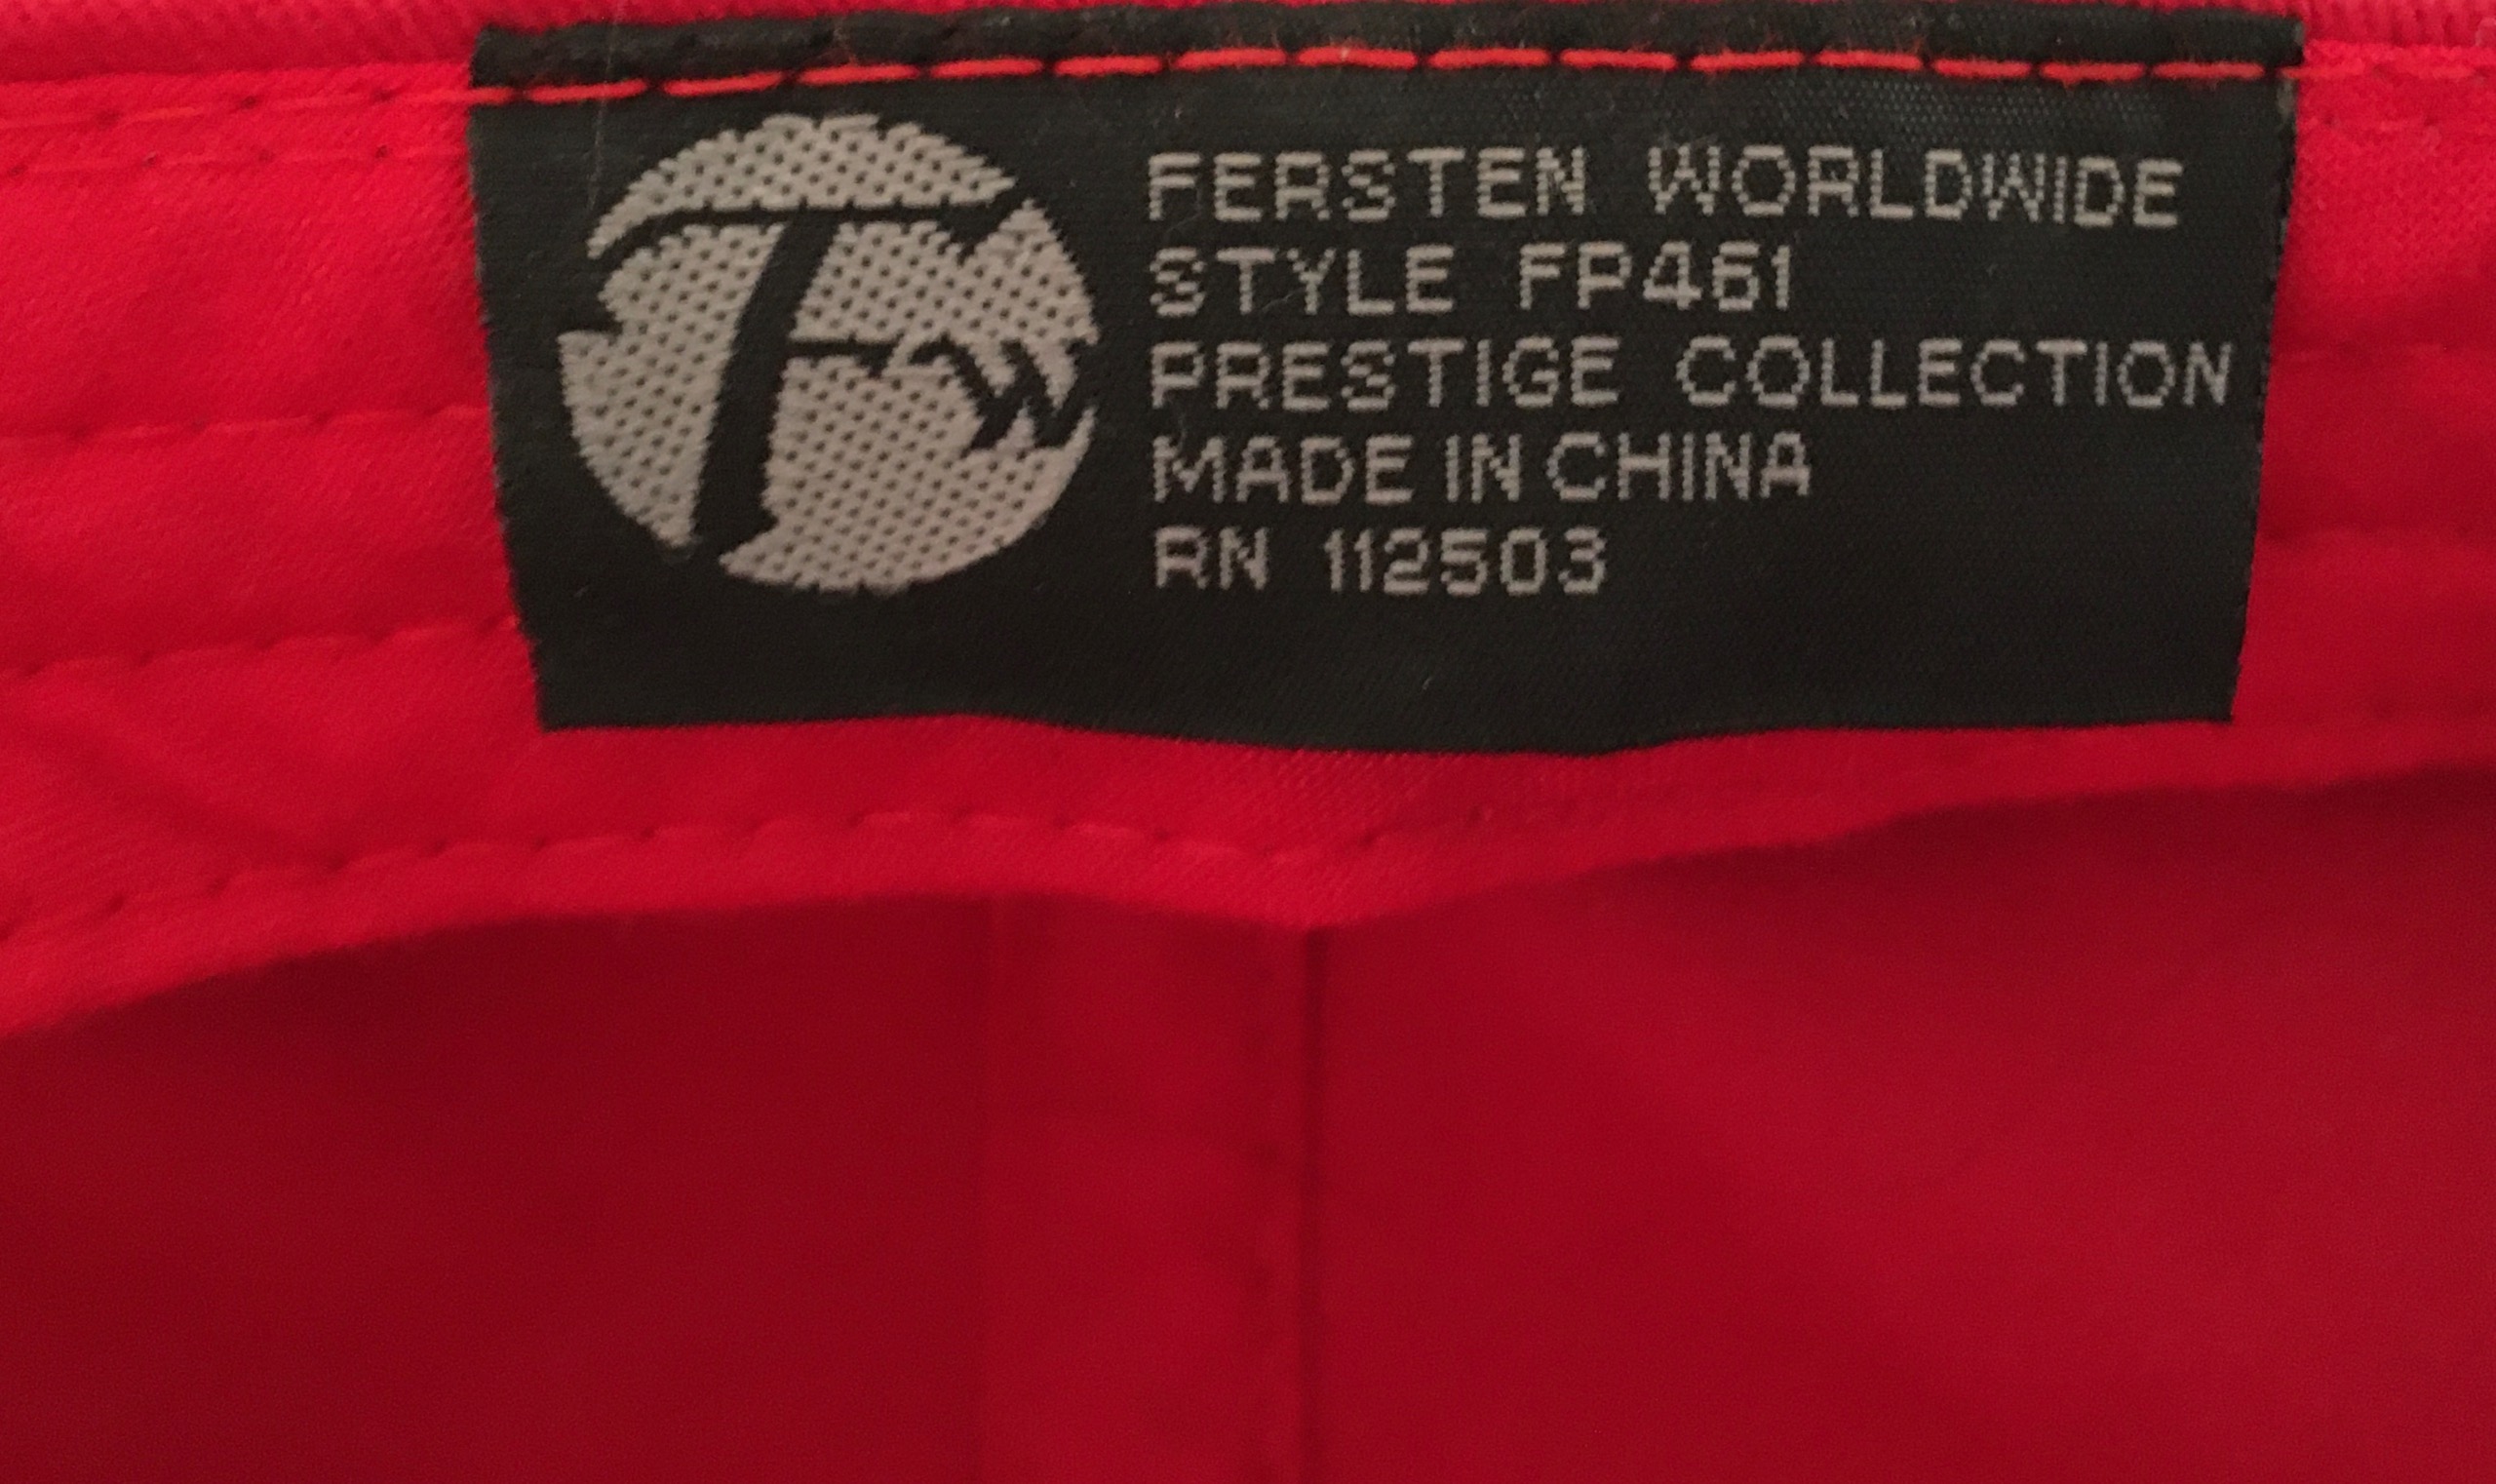 FERSTEN WORLDWIDE
STYLE FP461
PRESTIGE COLLECTION
MADE IN CHINA
RN 112503